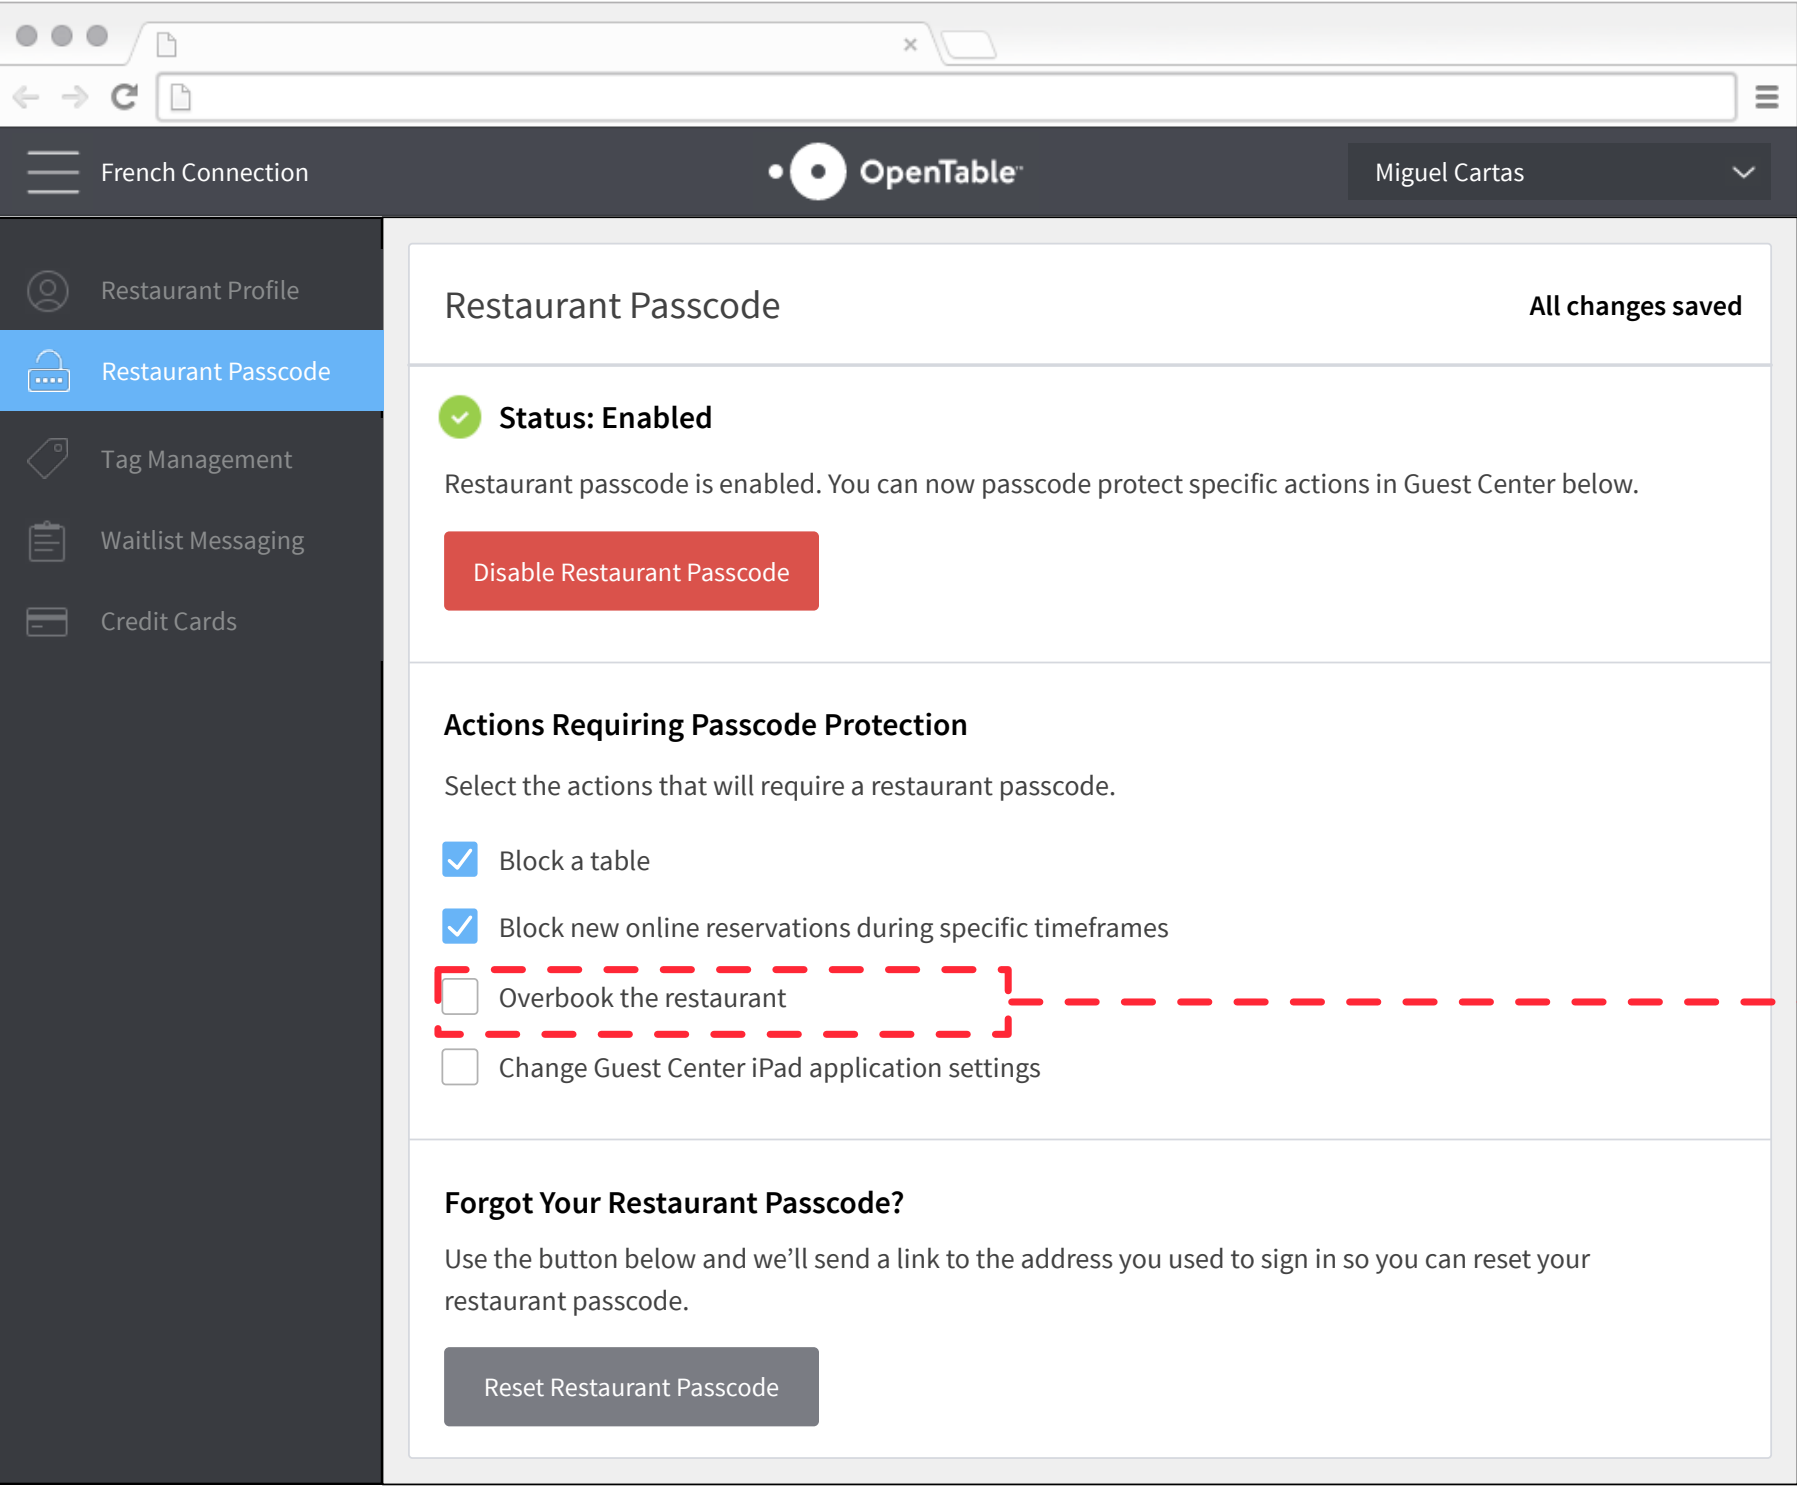 French Connection
OpenTable™
Miguel Cartas
Restaurant Profile
Restaurant Passcode
Tag Management
Waitlist Messaging
Credit Cards
Restaurant Passcode
All changes saved
Status: Enabled
Restaurant passcode is enabled. You can now passcode protect specific actions in Guest Center below.
Disable Restaurant Passcode
Actions Requiring Passcode Protection
Select the actions that will require a restaurant passcode.
Block a table
Block new online reservations during specific timeframes
Overbook the restaurant
Change Guest Center iPad application settings
Forgot Your Restaurant Passcode?
Use the button below and we’ll send a link to the address you used to sign in so you can reset your
restaurant passcode.
Reset Restaurant Passcode